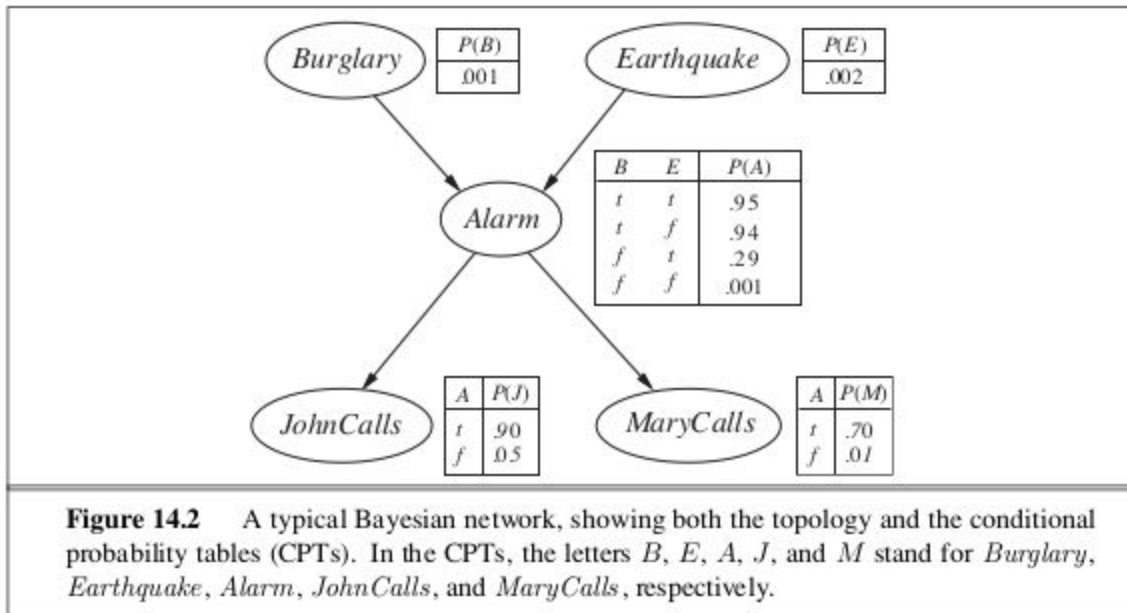 Burglary
P(B)
.001
Earthquake
P(E)
.002
B E P(A)
t t .95
t f .94
f t .29
f f .001
Alarm
JohnCalls
A P(J)
t .90
f .05
MaryCalls
A P(M)
t .70
f .01
Figure 14.2 A typical Bayesian network, showing both the topology and the conditional
probability tables (CPTs). In the CPTs, the letters B, E, A, J, and M stand for Burglary,
Earthquake, Alarm, JohnCalls, and MaryCalls, respectively.